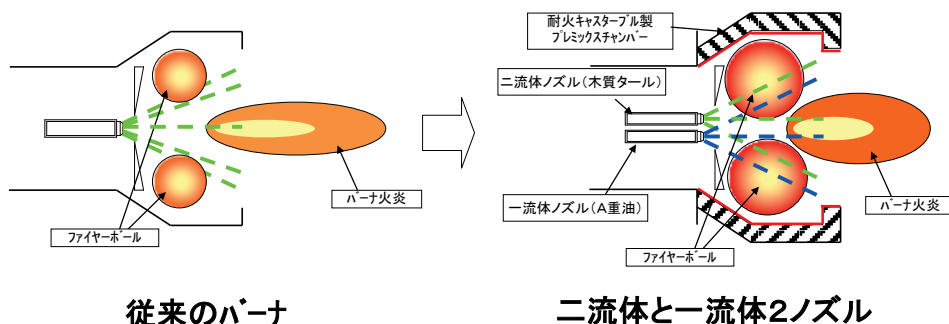 耐火キャスターブル製
プレミックスチャンバー
二流体ノズル(木質タール)
バーナ火炎
ファイヤーボール
一流体ノズル(A重油)
バーナ火炎
ファイヤーボール
従来のバーナ
二流体と一流体2ノズル